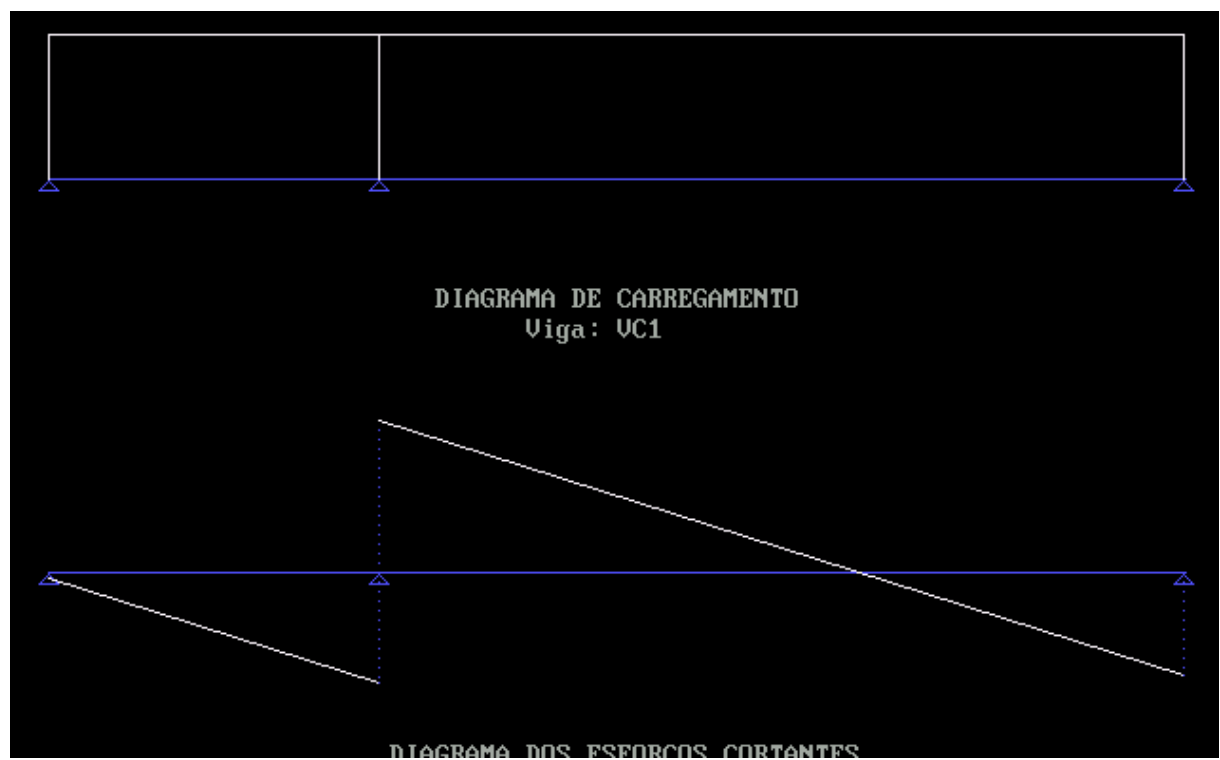 DIAGRAMA DE CARREGAMENTO
Viga: VC1
DIAGRAMA DOS ESFORCOS CORTANTES